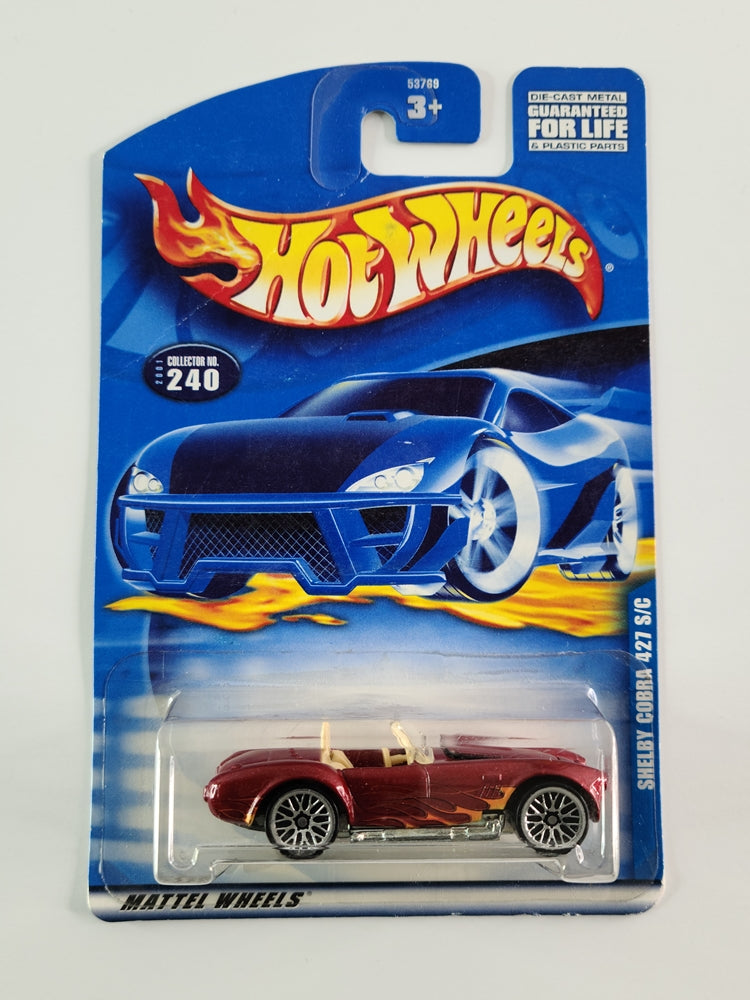 53769
3+
DIE-CAST METAL
GUARANTEED
FOR LIFE
& PLASTIC PARTS
HOT WHEELS®
2001
COLLECTOR NO.
240
SHELBY COBRA 427 S/C
MATTEL WHEELS®